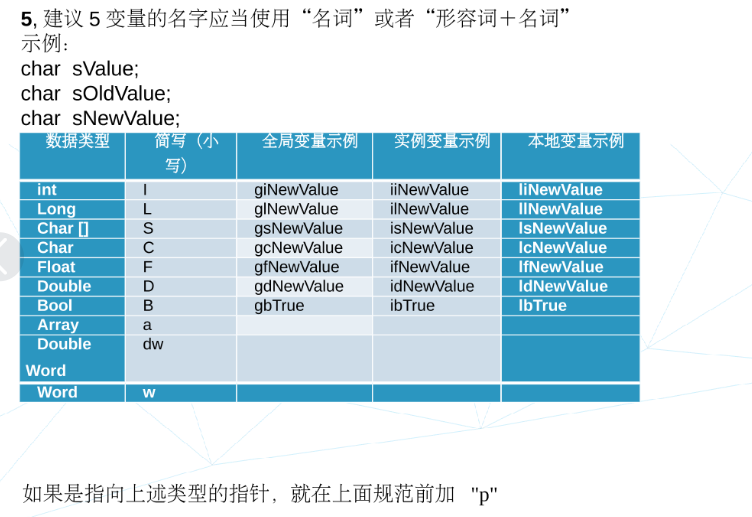 5, 建议 5 变量的名字应当使用“名词”或者“形容词＋名词”
示例：
char sValue;
char sOldValue;
char sNewValue;
数据类型 简写（小写） 全局变量示例 实例变量示例 本地变量示例
int I giNewValue iiNewValue liNewValue
Long L glNewValue ilNewValue llNewValue
Char [] S gsNewValue isNewValue lsNewValue
Char C gcNewValue icNewValue lcNewValue
Float F gfNewValue ifNewValue lfNewValue
Double D gdNewValue idNewValue ldNewValue
Bool B gbTrue ibTrue lbTrue
Array a
Double dw
Word
Word w
如果是指向上述类型的指针，就在上面规范前加 "p"